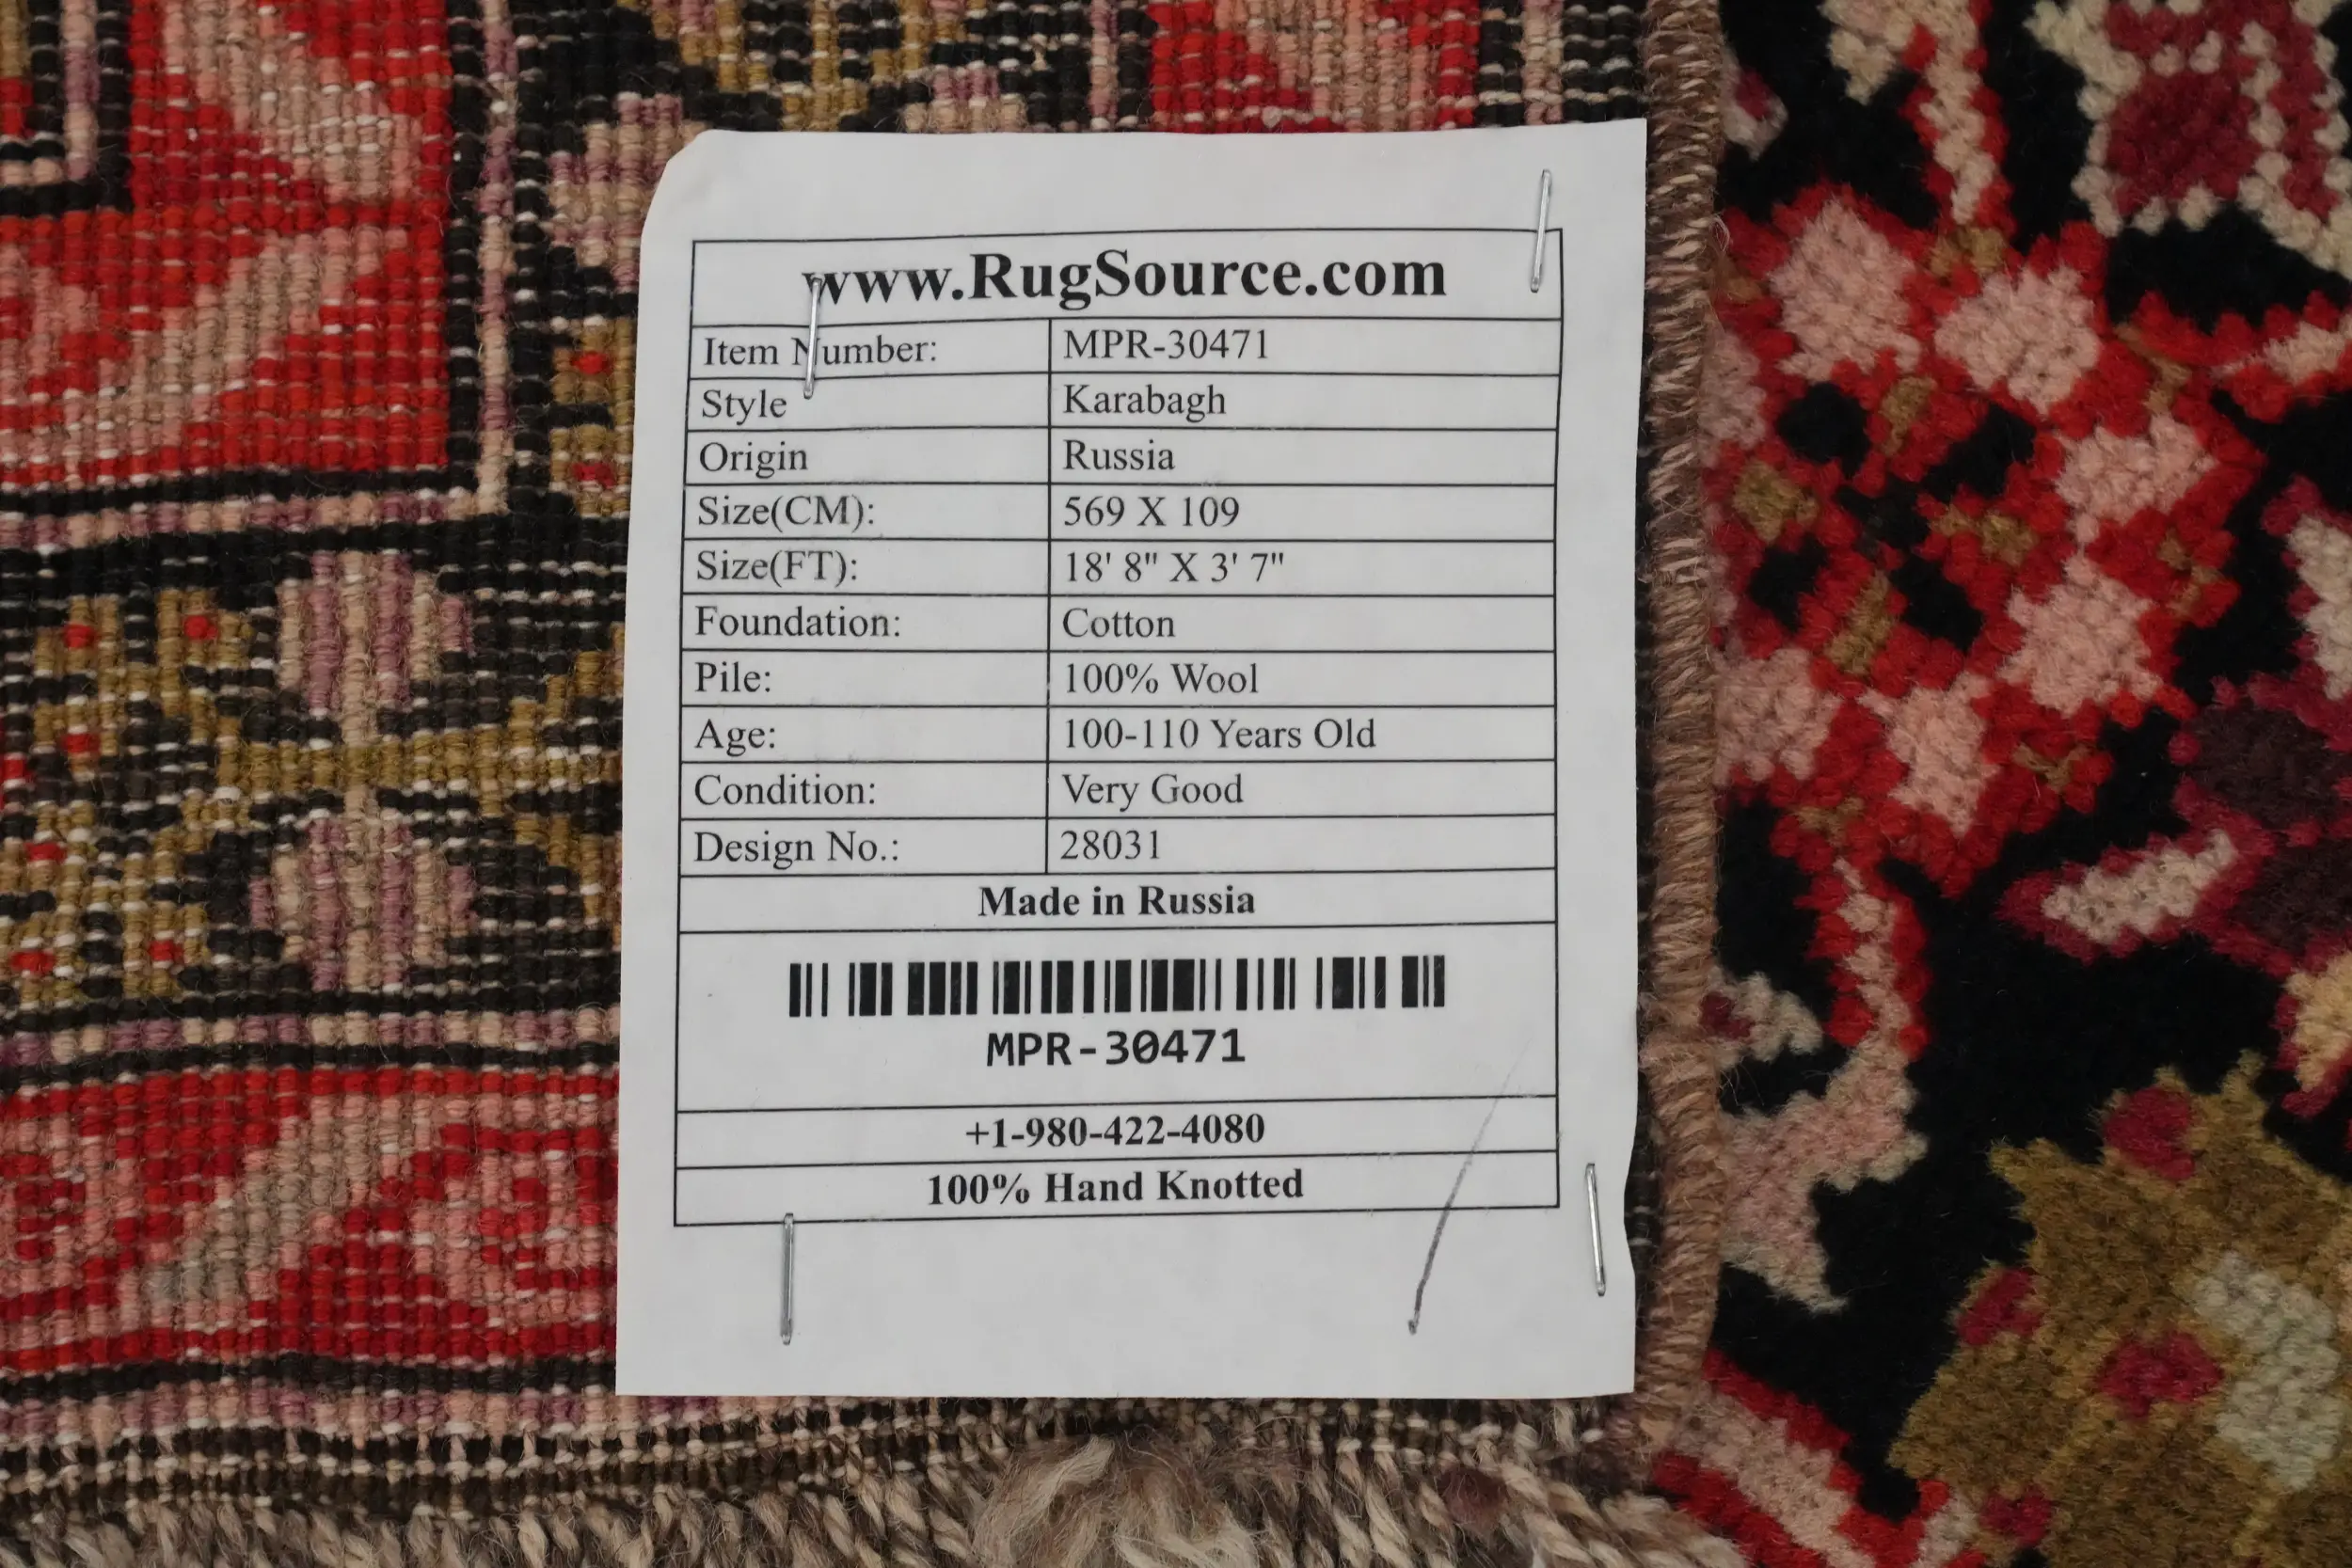 www.RugSource.com
Item Number: MPR-30471
Style Karabagh
Origin Russia
Size(CM): 569 X 109
Size(FT): 18' 8" X 3' 7"
Foundation: Cotton
Pile: 100% Wool
Age: 100-110 Years Old
Condition: Very Good
Design No.: 28031
Made in Russia
MPR-30471
+1-980-422-4080
100% Hand Knotted